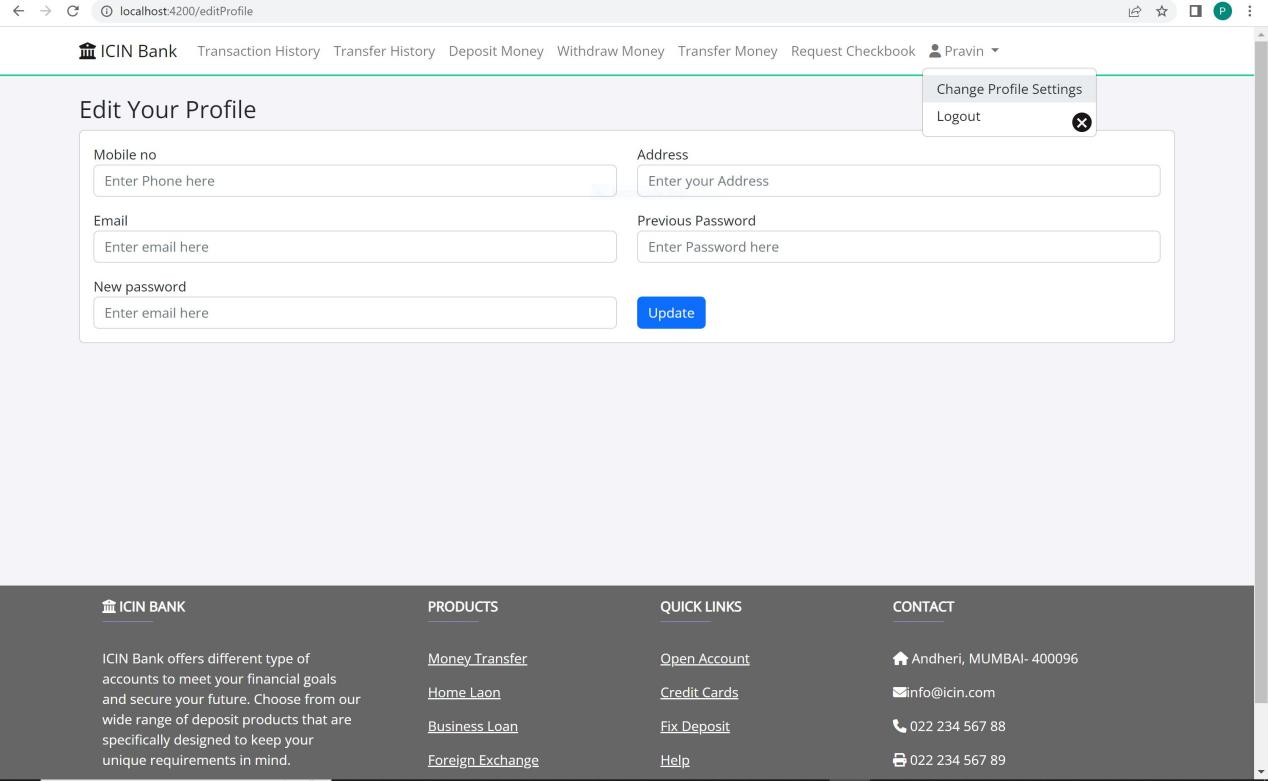 localhost:4200/editProfile
P
ICIN Bank Transaction History Transfer History Deposit Money Withdraw Money Transfer Money Request Checkbook Pravin
Change Profile Settings
Logout
Edit Your Profile
Mobile no Address
Enter Phone here Enter your Address
Email Previous Password
Enter email here Enter Password here
New password
Enter email here Update
ICIN BANK
ICIN Bank offers different type of
accounts to meet your financial goals
and secure your future. Choose from our
wide range of deposit products that are
specifically designed to keep your
unique requirements in mind.
PRODUCTS
Money Transfer
Home Laon
Business Loan
Foreign Exchange
QUICK LINKS
Open Account
Credit Cards
Fix Deposit
Help
CONTACT
Andheri, MUMBAI- 400096
info@icin.com
022 234 567 88
022 234 567 89